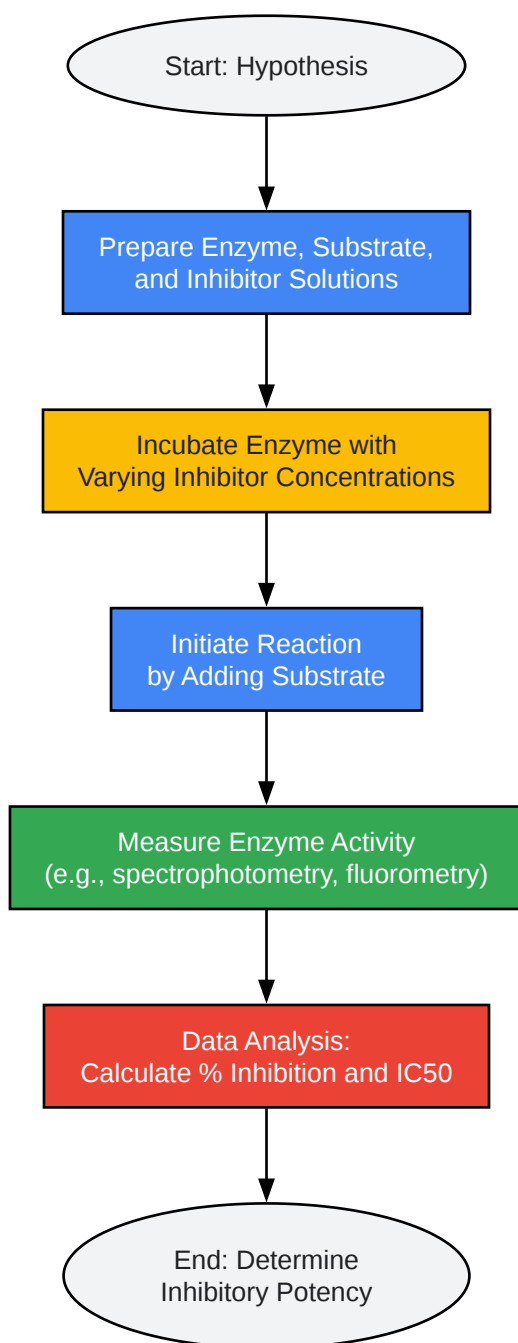 Start: Hypothesis
Prepare Enzyme, Substrate,
and Inhibitor Solutions
Incubate Enzyme with
Varying Inhibitor Concentrations
Initiate Reaction
by Adding Substrate
Measure Enzyme Activity
(e.g., spectrophotometry, fluorometry)
Data Analysis:
Calculate % Inhibition and IC50
End: Determine
Inhibitory Potency